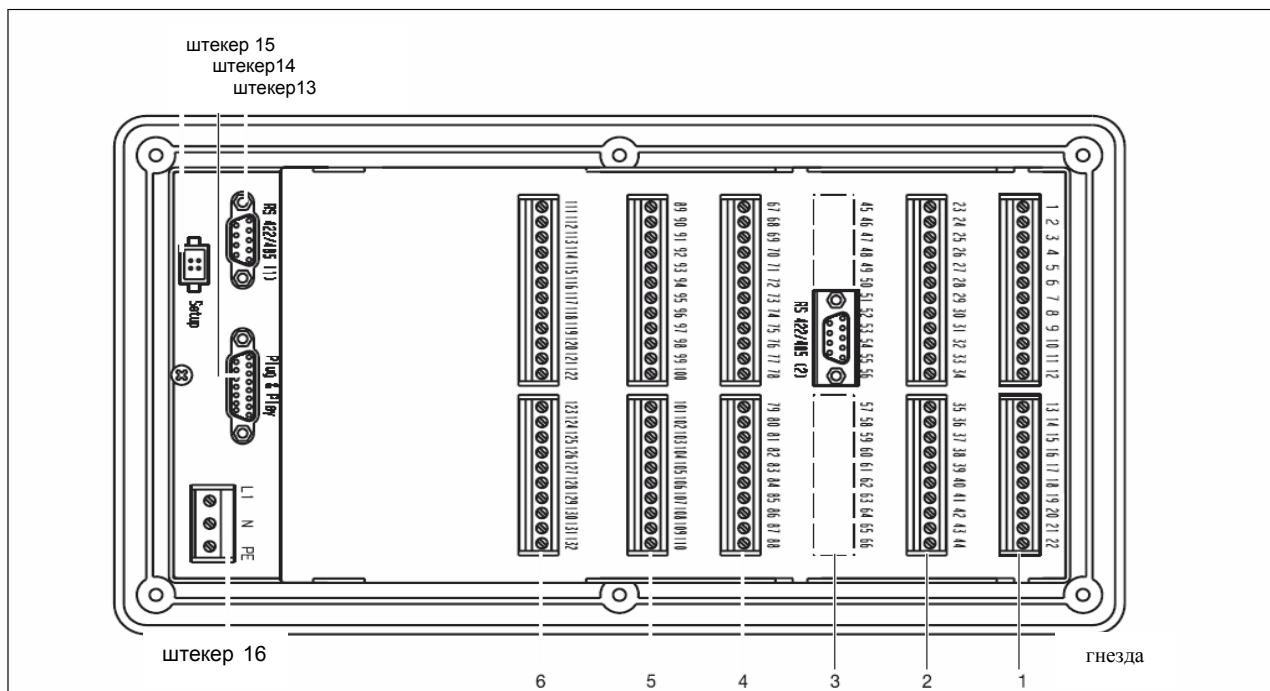 штекер 15
штекер14
штекер13
RS 422/485 (1)
Setup
Plug & Play
L1
N
PE
111 112 113 114 115 116 117 118 119 120 121 122
123 124 125 126 127 128 129 130 131 132
89 90 91 92 93 94 95 96 97 98 99 100
101 102 103 104 105 106 107 108 109 110
67 68 69 70 71 72 73 74 75 76 77 78
79 80 81 82 83 84 85 86 87 88
RS 422/485 (2)
45 46 47 48 49 50 51 52 53 54 55 56
57 58 59 60 61 62 63 64 65 66
23 24 25 26 27 28 29 30 31 32 33 34
35 36 37 38 39 40 41 42 43 44
1 2 3 4 5 6 7 8 9 10 11 12
13 14 15 16 17 18 19 20 21 22
штекер 16
гнезда
6 5 4 3 2 1